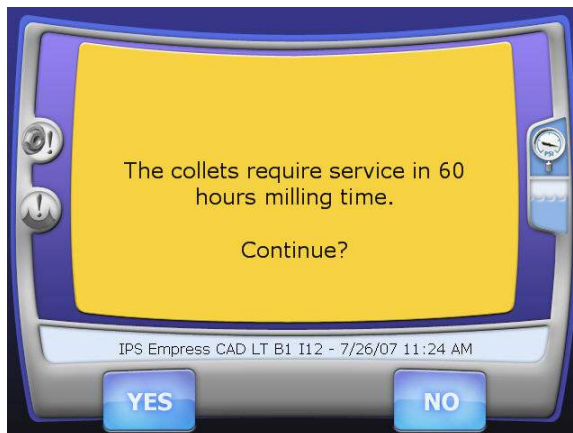 The collets require service in 60
hours milling time.
Continue?
PSI
IPS Empress CAD LT B1 I12 - 7/26/07 11:24 AM
YES
NO